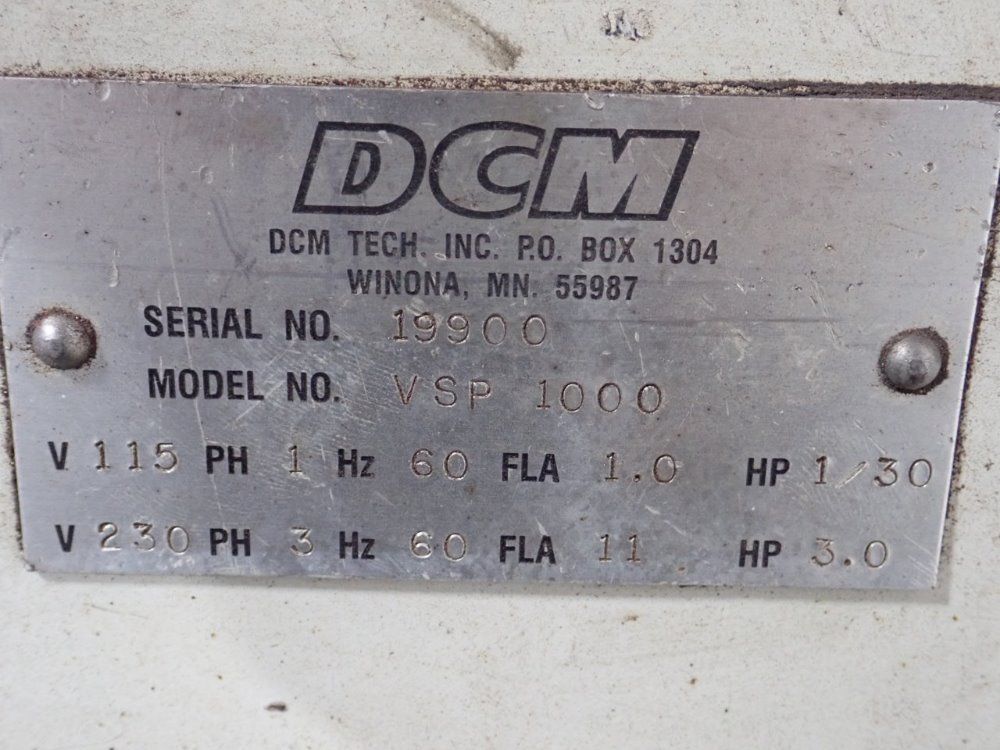 DCM
DCM TECH. INC. P.O. BOX 1304
WINONA, MN. 55987
SERIAL NO. 19900
MODEL NO. VSP 1000
V 115 PH 1 Hz 60 FLA 1.0 HP 1/30
V 230 PH 3 Hz 60 FLA 11 HP 3.0